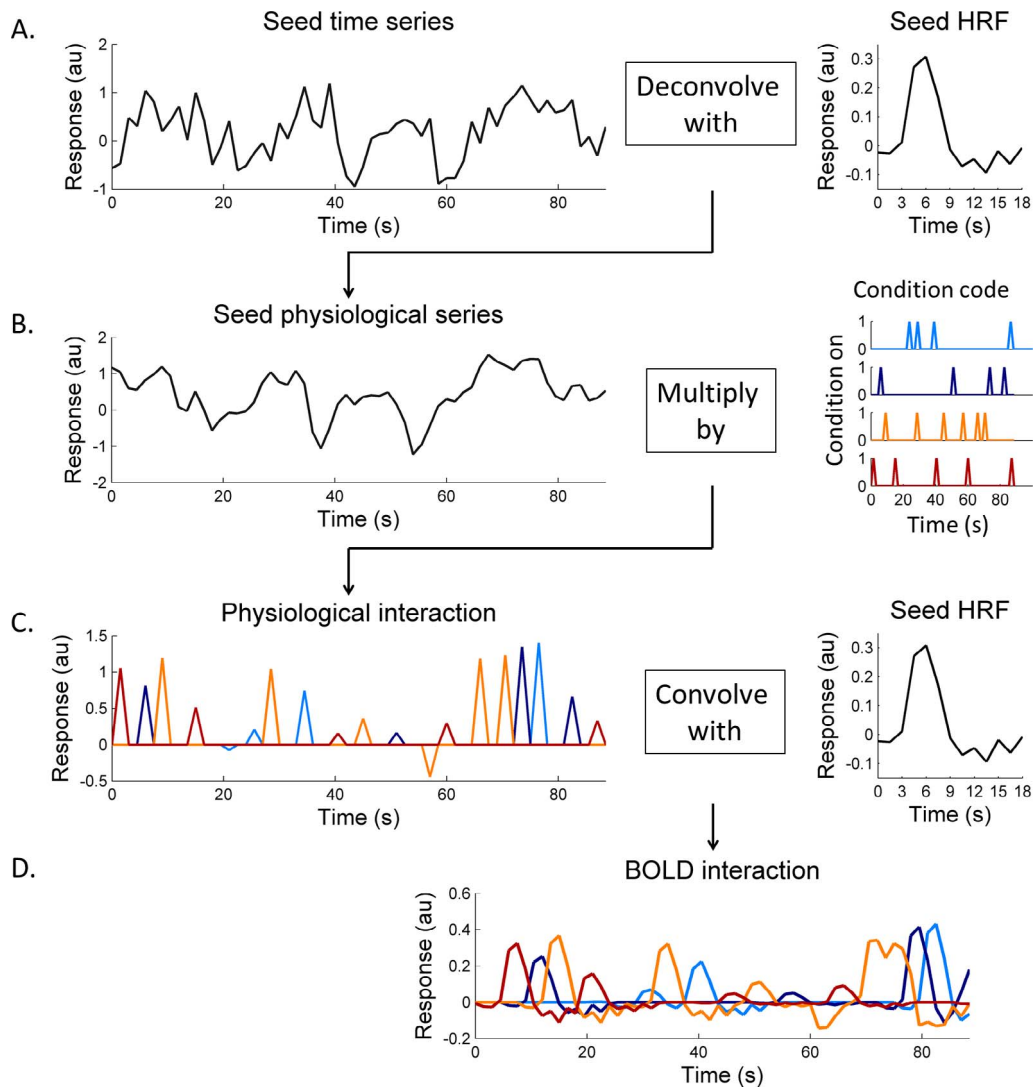 A.
Seed time series
Response (au)
2
1
0
-1
0 20 40 60 80
Time (s)
Deconvolve
with
Seed HRF
Response (au)
0.3
0.2
0.1
0
-0.1
0 3 6 9 12 15 18
Time (s)
B.
Seed physiological series
Response (au)
2
1
0
-1
-2
0 20 40 60 80
Time (s)
Multiply
by
Condition code
Condition on
1
0
1
0
1
0
1
0
0 20 40 60 80
Time (s)
C.
Physiological interaction
Response (au)
1.5
1
0.5
0
-0.5
0 20 40 60 80
Time (s)
Convolve
with
Seed HRF
Response (au)
0.3
0.2
0.1
0
-0.1
0 3 6 9 12 15 18
Time (s)
D.
BOLD interaction
Response (au)
0.6
0.4
0.2
0
-0.2
0 20 40 60 80
Time (s)